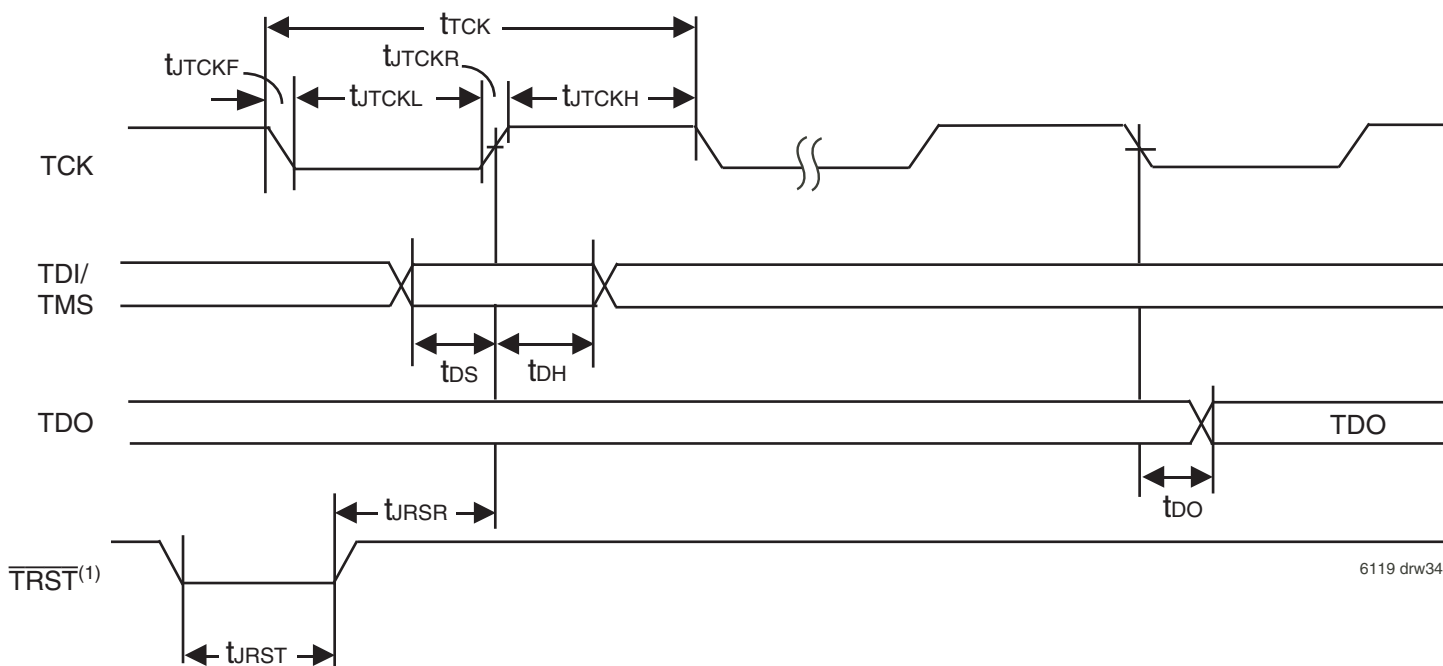 tTCK
tJTCKF
tJTCKR
tJTCKL
tJTCKH
TCK
TDI/
TMS
tDS
tDH
TDO
TDO
tDO
tJRSR
TRST(1)
6119 drw34
tJRST